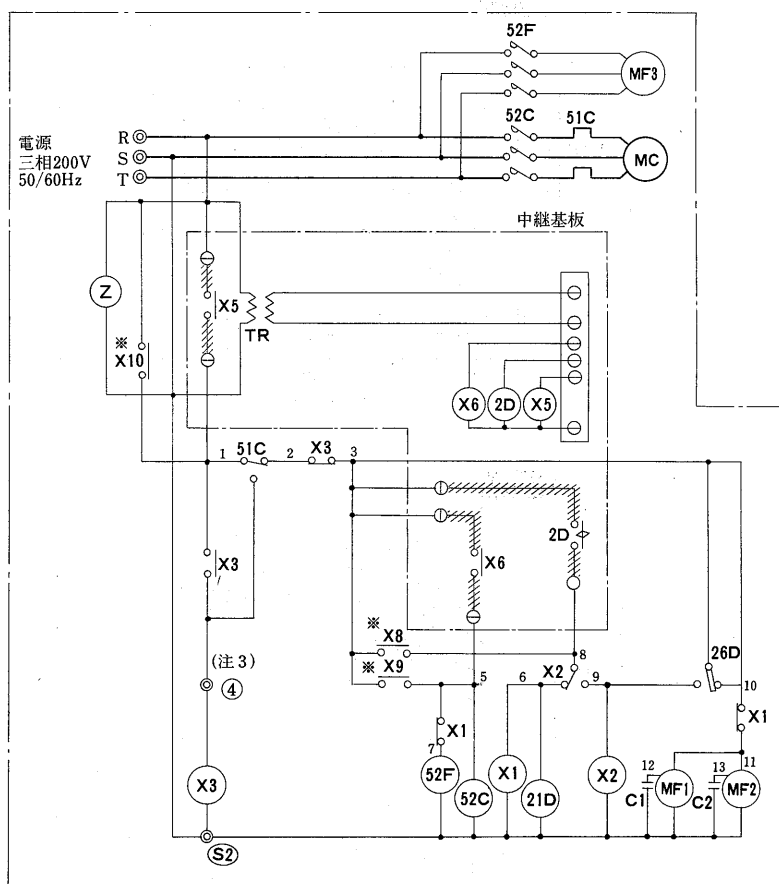 52F
MF3
52C
51C
電源
三相200V
50/60Hz
R
S
T
MC
中継基板
Z
※
X10
X5
TR
X6
2D
X5
1
51C
2
X3
3
2D
X6
X3
※
X8
※
X9
8
26D
(注3)
④
5
6
X2
9
10
X1
7
X1
X3
52F
52C
X1
21D
X2
12
C1
MF1
13
C2
11
MF2
S2